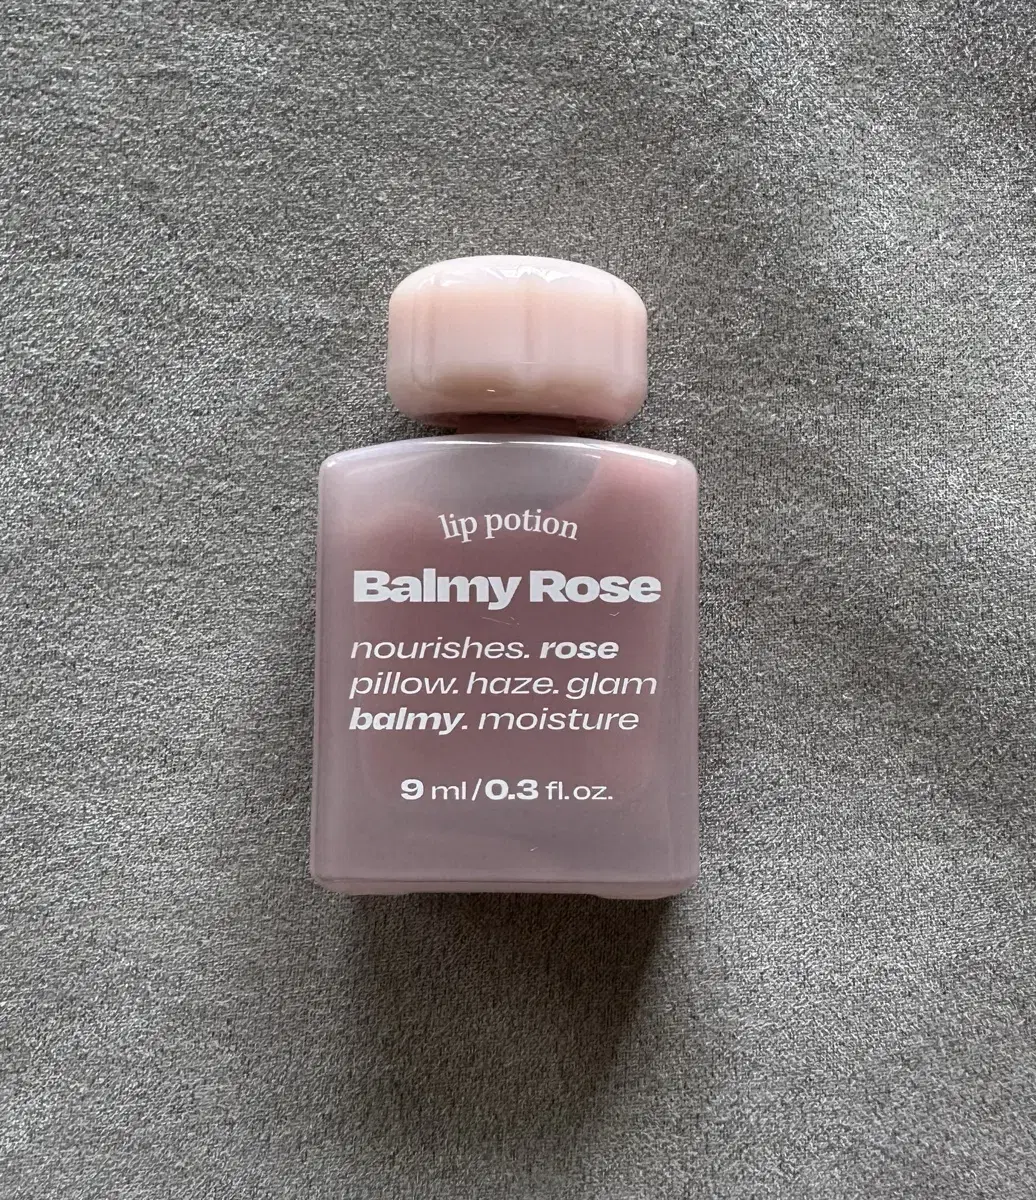 lip potion
Balmy Rose
nourishes. rose
pillow. haze. glam
balmy. moisture
9 ml/0.3 fl.oz.